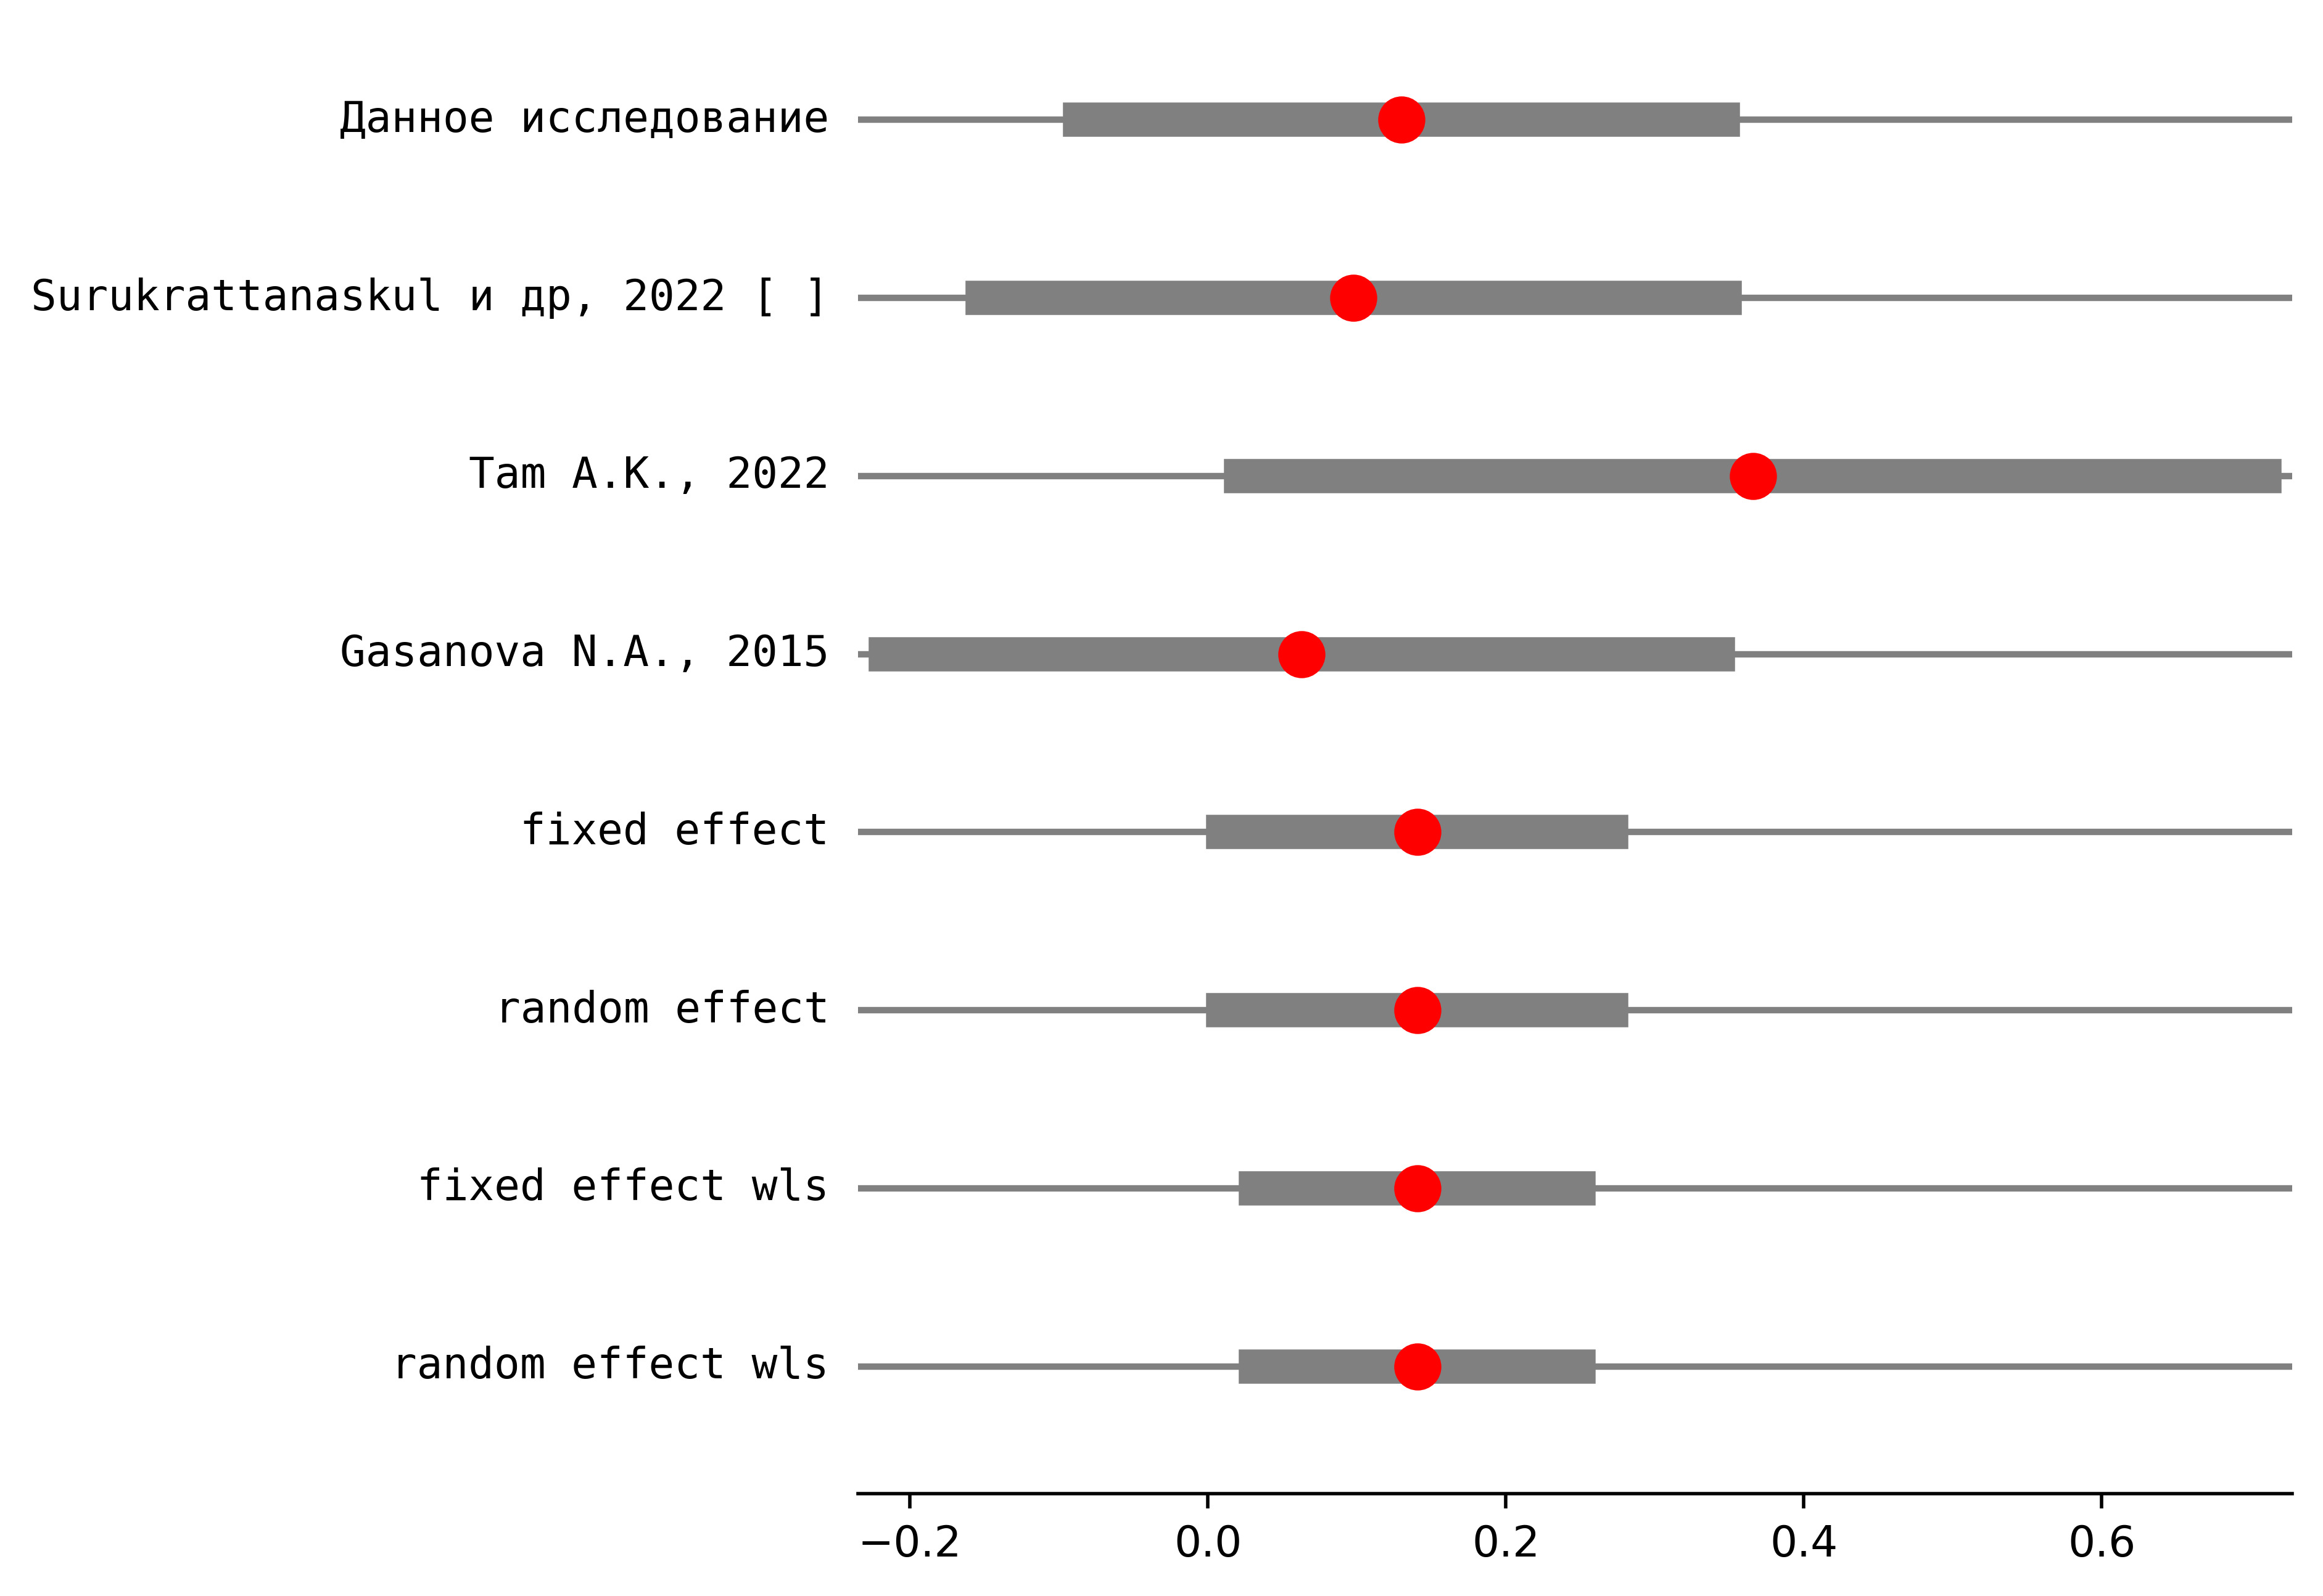 Данное исследование
Surukrattanaskul и др, 2022 [ ]
Tam A.K., 2022
Gasanova N.A., 2015
fixed effect
random effect
fixed effect wls
random effect wls
−0.2 0.0 0.2 0.4 0.6